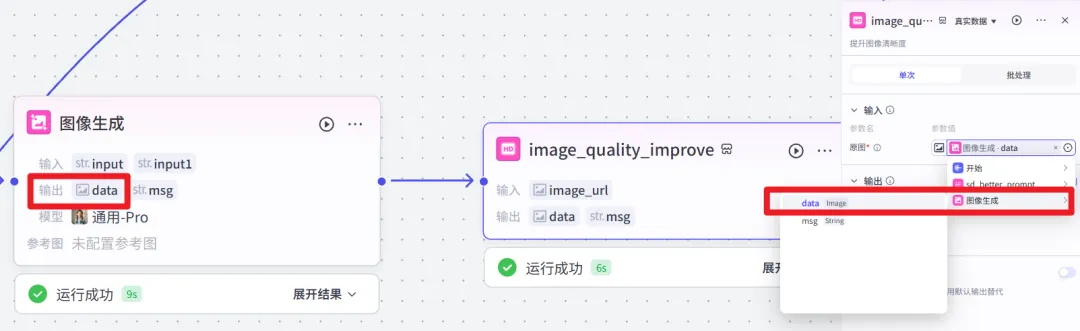 图像生成
输入 str. input str. input1
输出 data str. msg
模型 通用-Pro
参考图 未配置参考图
运行成功 9s 展开结果
HD image_quality_improve
输入 image_url
输出 data str. msg
运行成功 6s 展开
image_qu… 真实数据
提升图像清晰度
单次 批处理
输入
参数名 参数值
原图* 图像生成 · data
开始
输出
sd_better_prompt
图像生成
data Image
msg String
用默认输出替代